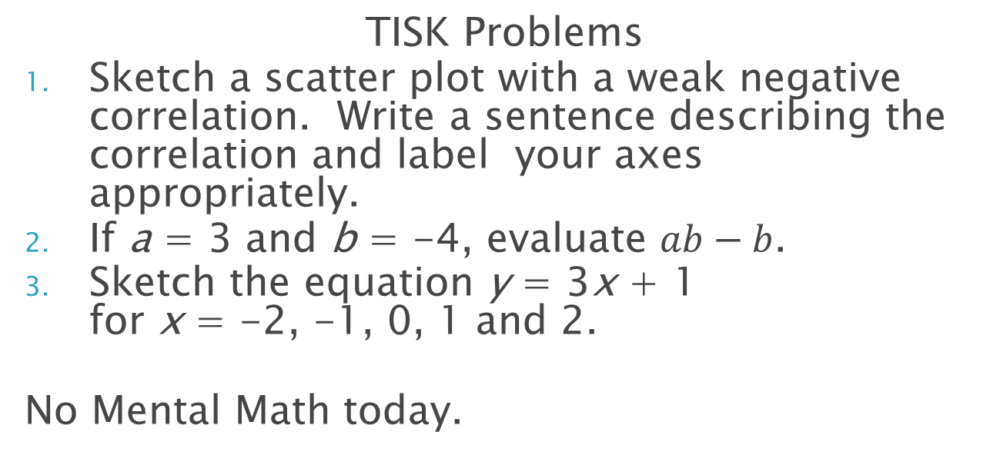 TISK Problems
1. Sketch a scatter plot with a weak negative
correlation.  Write a sentence describing the
correlation and label  your axes
appropriately.
2. If a = 3 and b = -4, evaluate 𝑎𝑏 − 𝑏.
3. Sketch the equation y = 3x + 1
for x = -2, -1, 0, 1 and 2.
No Mental Math today.